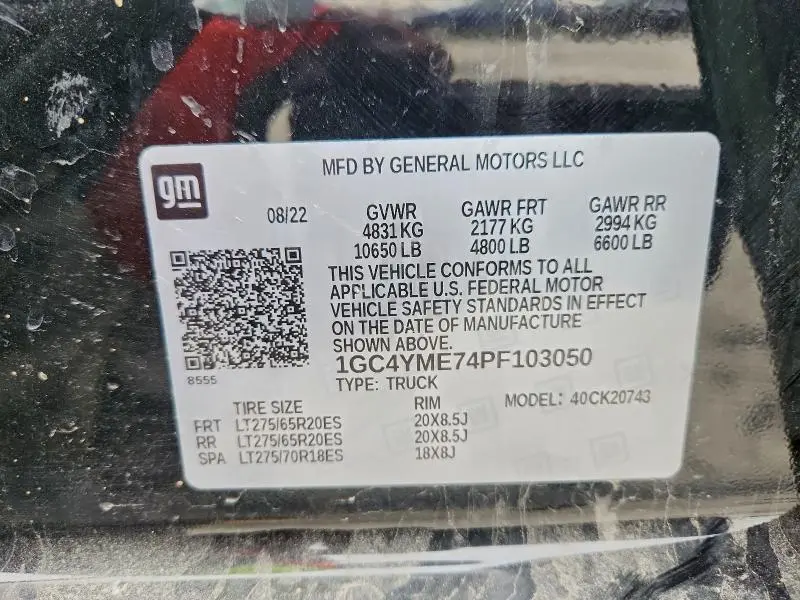 MFD BY GENERAL MOTORS LLC
gm
08/22
GVWR GAWR FRT GAWR RR
4831 KG 2177 KG 2994 KG
10650 LB 4800 LB 6600 LB
THIS VEHICLE CONFORMS TO ALL
APPLICABLE U.S. FEDERAL MOTOR
VEHICLE SAFETY STANDARDS IN EFFECT
ON THE DATE OF MANUFACTURE
SHOWN ABOVE.
1GC4YME74PF103050
8555
TYPE: TRUCK
TIRE SIZE RIM MODEL: 40CK20743
FRT LT275/65R20ES 20X8.5J
RR LT275/65R20ES 20X8.5J
SPA LT275/70R18ES 18X8J